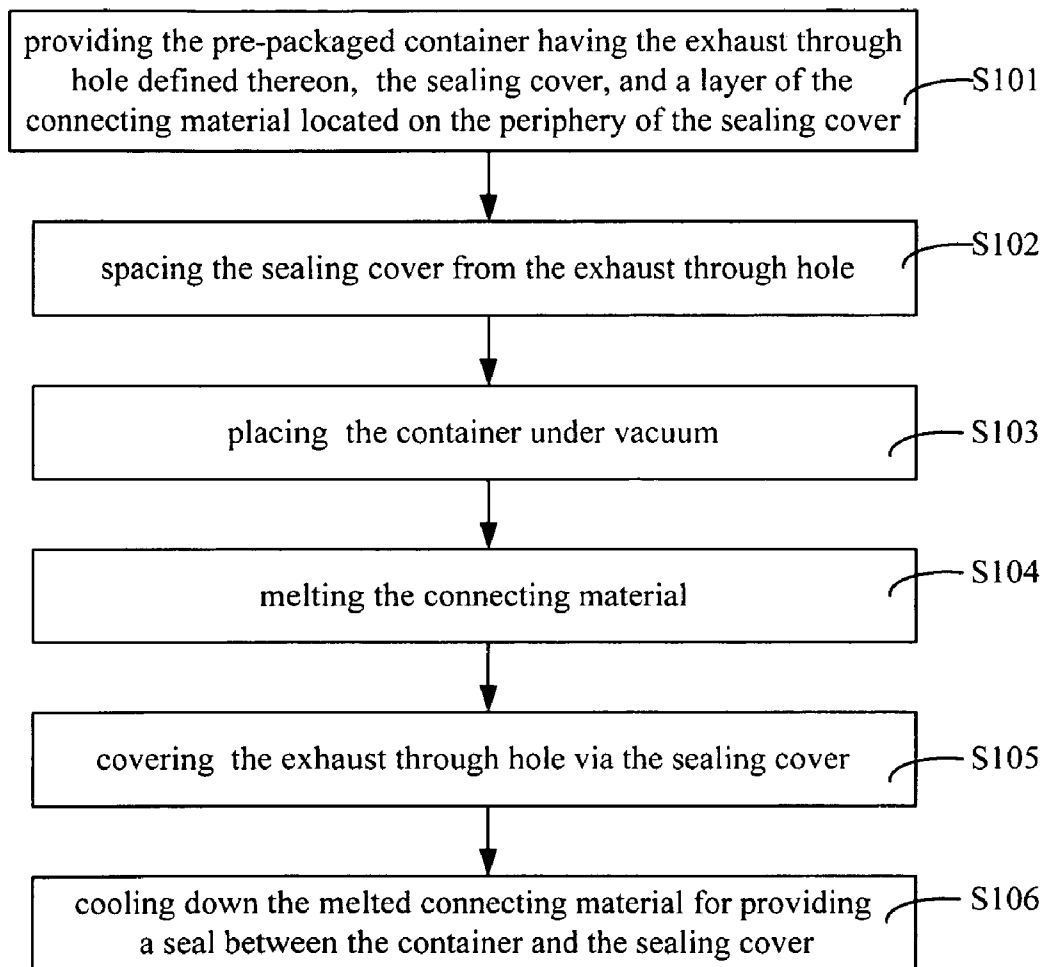 providing the pre-packaged container having the exhaust through
hole defined thereon, the sealing cover, and a layer of the
connecting material located on the periphery of the sealing cover
S101
spacing the sealing cover from the exhaust through hole
S102
placing the container under vacuum
S103
melting the connecting material
S104
covering the exhaust through hole via the sealing cover
S105
cooling down the melted connecting material for providing
a seal between the container and the sealing cover
S106